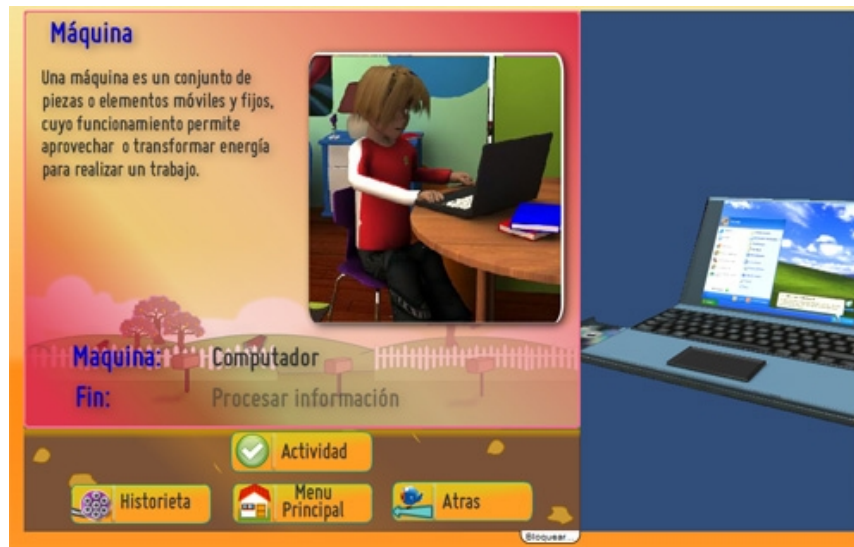 Máquina
Una máquina es un conjunto de
piezas o elementos móviles y fijos,
cuyo funcionamiento permite
aprovechar o transformar energía
para realizar un trabajo.
Maquina: Computador
Fin: Procesar información
Actividad
Historieta
Menu
Principal
Atras
Bloquear...